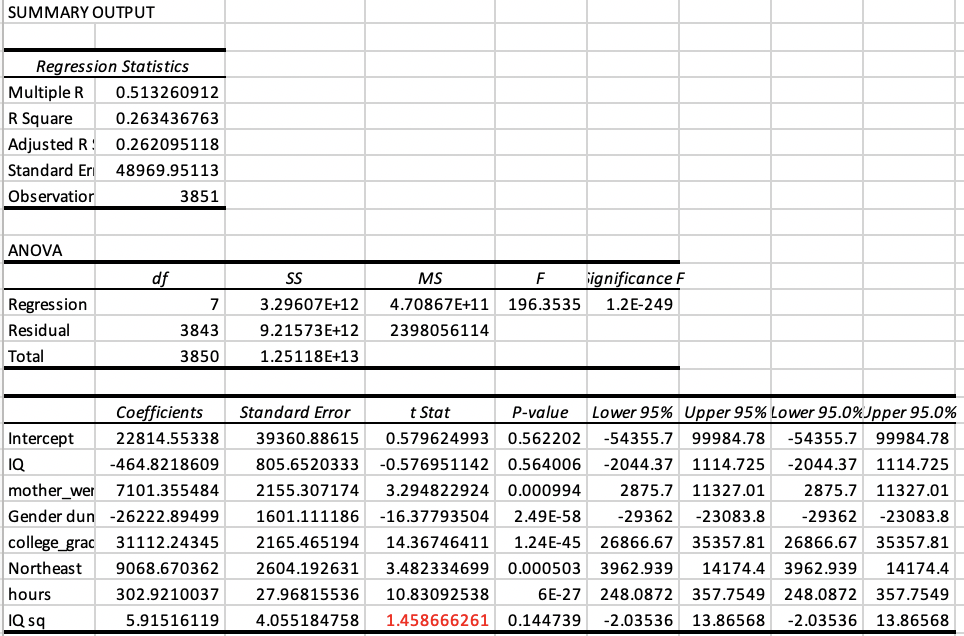 SUMMARY OUTPUT
Regression Statistics
Multiple R 0.513260912
R Square 0.263436763
Adjusted R 0.262095118
Standard Er 48969.95113
Observation 3851
ANOVA
df SS MS F Significance F
Regression 7 3.29607E+12 4.70867E+11 196.3535 1.2E-249
Residual 3843 9.21573E+12 2398056114
Total 3850 1.25118E+13
Coefficients Standard Error t Stat P-value Lower 95% Upper 95% Lower 95.0% Upper 95.0%
Intercept 22814.55338 39360.88615 0.579624993 0.562202 -54355.7 99984.78 -54355.7 99984.78
IQ -464.8218609 805.6520333 -0.576951142 0.564006 -2044.37 1114.725 -2044.37 1114.725
mother_wer 7101.355484 2155.307174 3.294822924 0.000994 2875.7 11327.01 2875.7 11327.01
Gender dun -26222.89499 1601.111186 -16.37793504 2.49E-58 -29362 -23083.8 -29362 -23083.8
college_grac 31112.24345 2165.465194 14.36746411 1.24E-45 26866.67 35357.81 26866.67 35357.81
Northeast 9068.670362 2604.192631 3.482334699 0.000503 3962.939 14174.4 3962.939 14174.4
hours 302.9210037 27.96815536 10.83092538 6E-27 248.0872 357.7549 248.0872 357.7549
IQ sq 5.91516119 4.055184758 1.458666261 0.144739 -2.03536 13.86568 -2.03536 13.86568